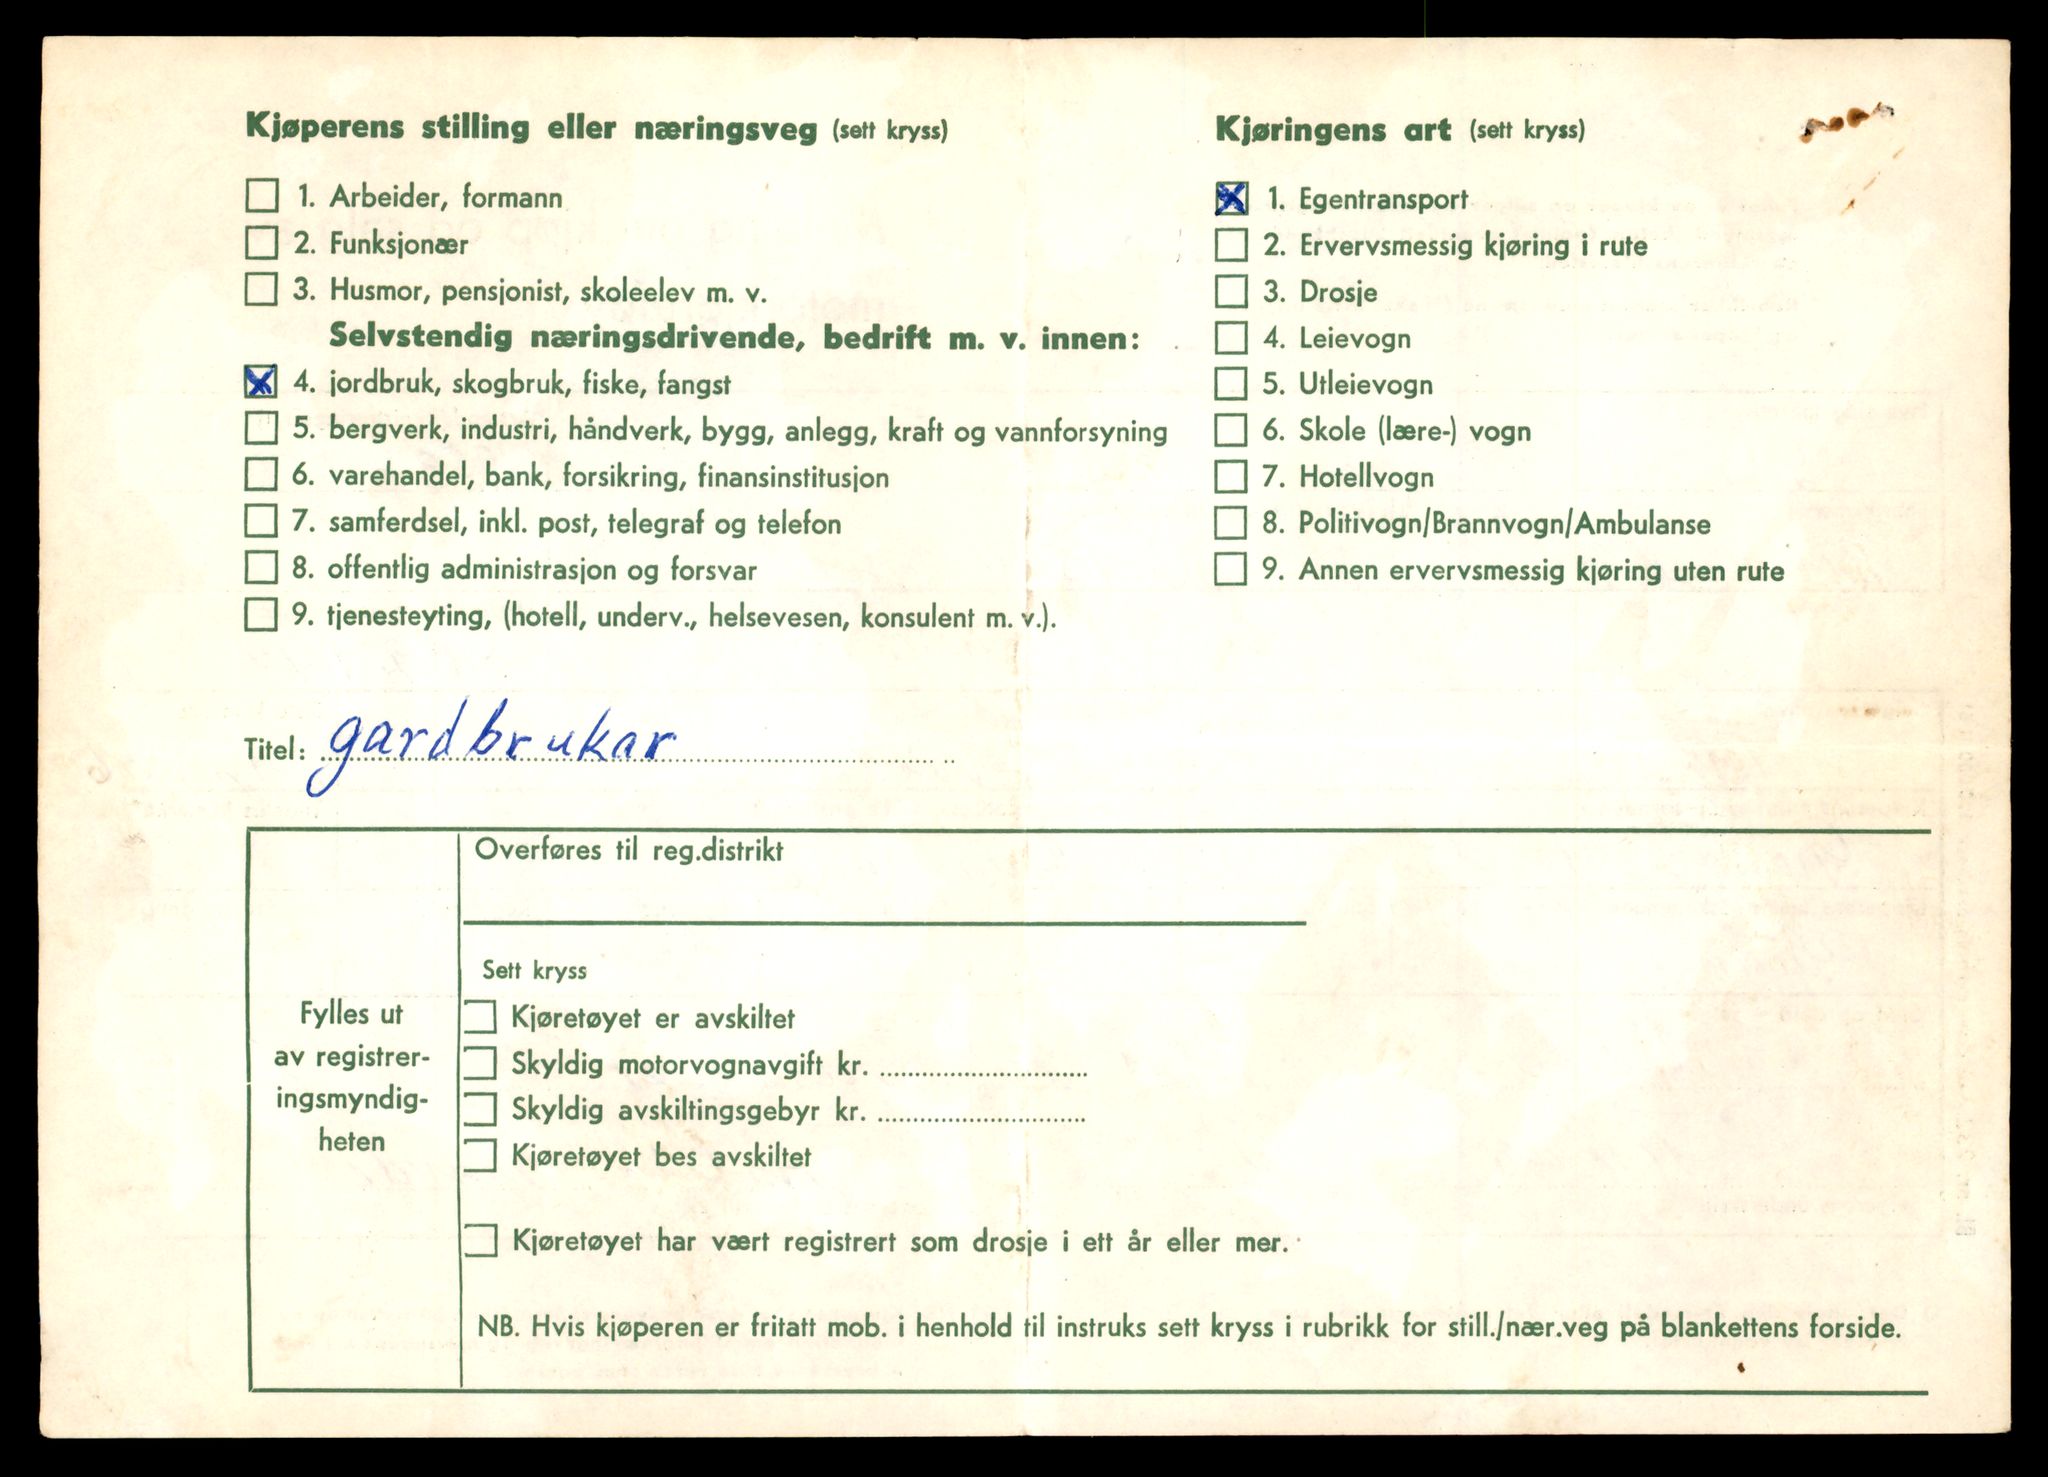 Kjøperens stilling eller næringsveg (sett kryss)
1. Arbeider, formann
2. Funksjonær
3. Husmor, pensjonist, skoleelev m. v.
Selvstendig næringsdrivende, bedrift m. v. innen:
4. jordbruk, skogbruk, fiske, fangst
5. bergverk, industri, håndverk, bygg, anlegg, kraft og vannforsyning
6. varehandel, bank, forsikring, finansinstitusjon
7. samferdsel, inkl. post, telegraf og telefon
8. offentlig administrasjon og forsvar
9. tjenesteyting, (hotell, underv., helsevesen, konsulent m. v.).
Kjøringens art (sett kryss)
1. Egentransport
2. Ervervsmessig kjøring i rute
3. Drosje
4. Leievogn
5. Utleievogn
6. Skole (lære-) vogn
7. Hotellvogn
8. Politivogn/Brannvogn/Ambulanse
9. Annen ervervsmessig kjøring uten rute
Titel: gardbrukar
Fylles ut
av registrer-
ingsmyndig-
heten
Overføres til reg.distrikt
Sett kryss
Kjøretøyet er avskiltet
Skyldig motorvognavgift kr.
Skyldig avskiltingsgebyr kr.
Kjøretøyet bes avskiltet
Kjøretøyet har vært registrert som drosje i ett år eller mer.
NB. Hvis kjøperen er fritatt mob. i henhold til instruks sett kryss i rubrikk for still./nær.veg på blankettens forside.